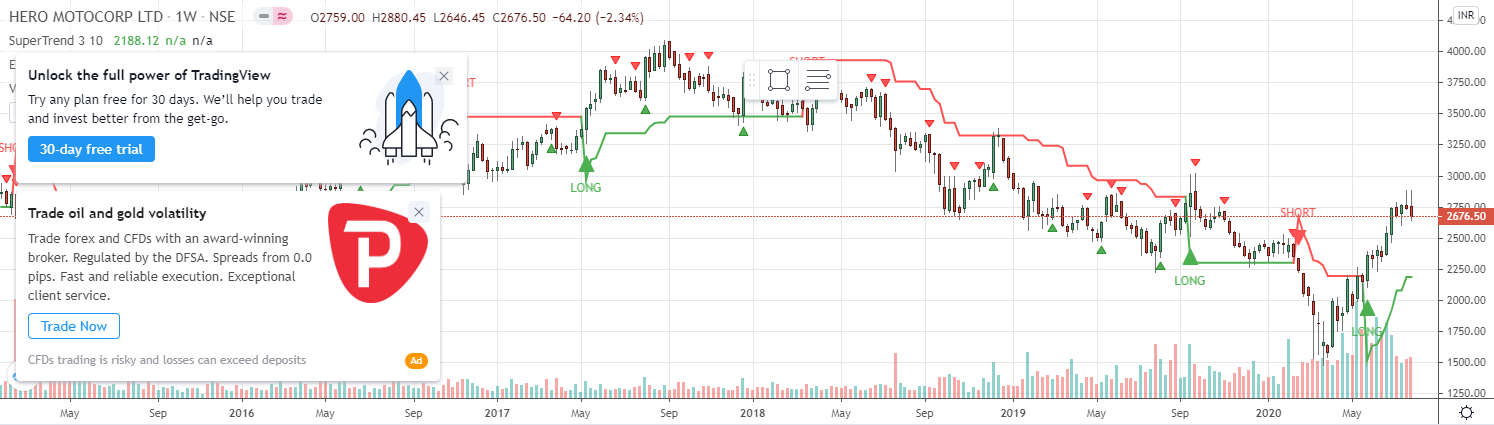 HERO MOTOCORP LTD · 1W · NSE O2759.00 H2880.45 L2646.45 C2676.50 −64.20 (−2.34%)
SuperTrend 3 10 2188.12 n/a n/a
INR
Unlock the full power of TradingView
Try any plan free for 30 days. We'll help you trade
and invest better from the get-go.
30-day free trial
Trade oil and gold volatility
Trade forex and CFDs with an award-winning
broker. Regulated by the DFSA. Spreads from 0.0
pips. Fast and reliable execution. Exceptional
client service.
Trade Now
CFDs trading is risky and losses can exceed deposits
Ad
P
LONG
SHORT
LONG
SHORT
LONG
4000.00
3750.00
3500.00
3250.00
3000.00
2676.50
2500.00
2250.00
2000.00
1750.00
1500.00
1250.00
May Sep 2016 May Sep 2017 May Sep 2018 May Sep 2019 May Sep 2020 May